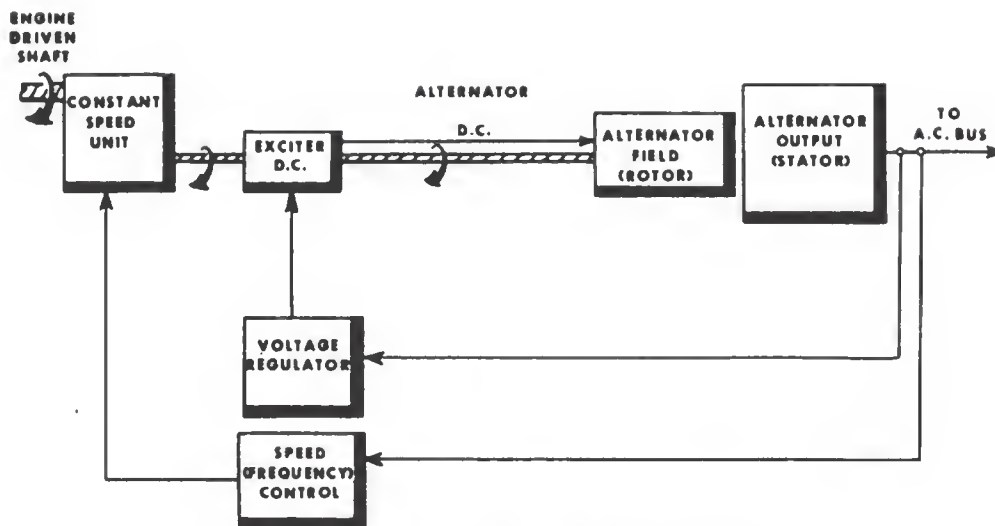 ENGINE
DRIVEN
SHAFT
CONSTANT
SPEED
UNIT
ALTERNATOR
EXCITER
D.C.
D.C.
ALTERNATOR
FIELD
(ROTOR)
ALTERNATOR
OUTPUT
(STATOR)
TO
A.C. BUS
VOLTAGE
REGULATOR
SPEED
(FREQUENCY)
CONTROL